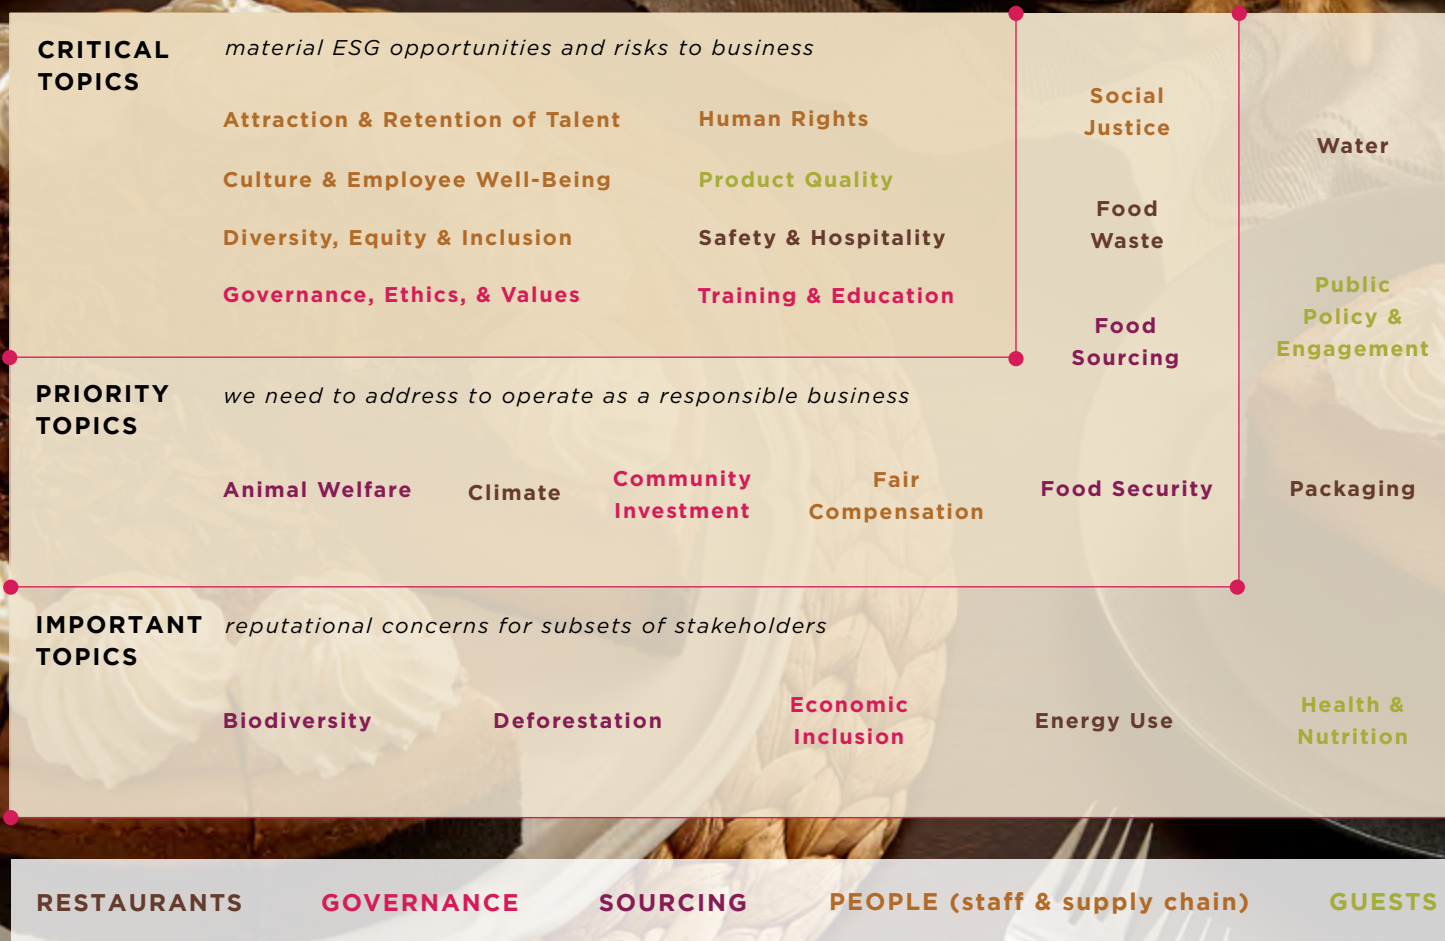 CRITICAL
TOPICS
material ESG opportunities and risks to business
Attraction & Retention of Talent
Culture & Employee Well-Being
Diversity, Equity & Inclusion
Governance, Ethics, & Values
Human Rights
Product Quality
Safety & Hospitality
Training & Education
PRIORITY
TOPICS
we need to address to operate as a responsible business
Social
Justice
Food
Waste
Food
Sourcing
Animal Welfare
Climate
Community
Investment
Fair
Compensation
Food Security
IMPORTANT
TOPICS
reputational concerns for subsets of stakeholders
Water
Public
Policy &
Engagement
Packaging
Biodiversity
Deforestation
Economic
Inclusion
Energy Use
Health &
Nutrition
RESTAURANTS
GOVERNANCE
SOURCING
PEOPLE (staff & supply chain)
GUESTS